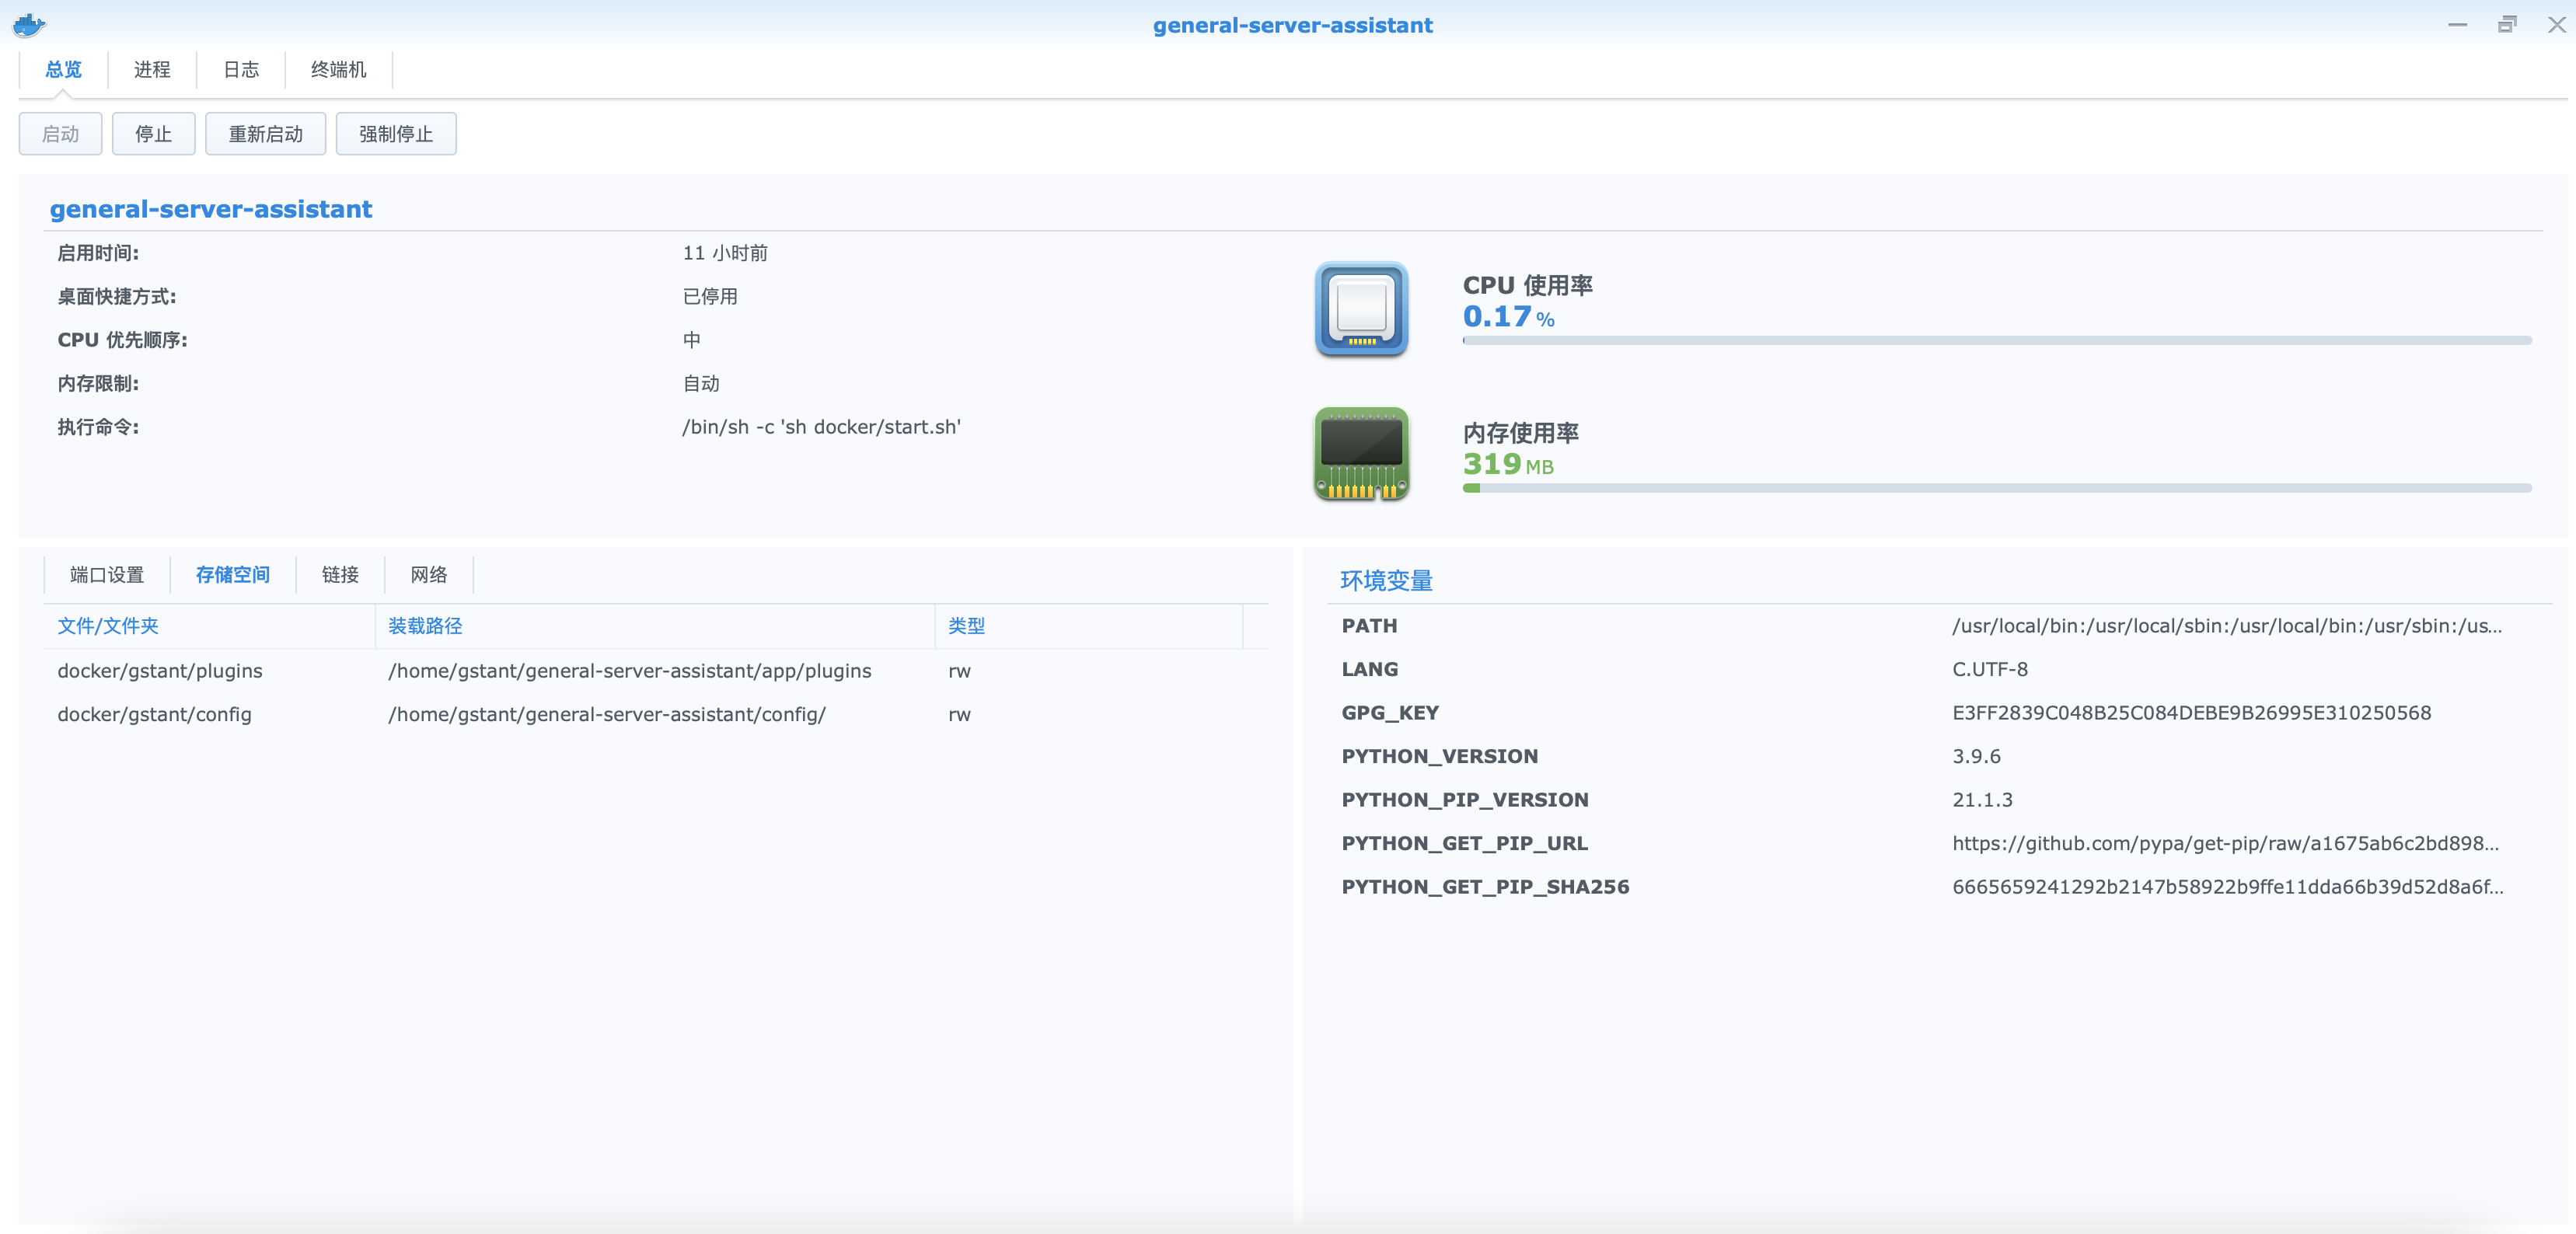 general-server-assistant
总览 进程 日志 终端机
启动 停止 重新启动 强制停止
general-server-assistant
启用时间: 11 小时前
桌面快捷方式: 已停用
CPU 优先顺序: 中
内存限制: 自动
执行命令: /bin/sh -c 'sh docker/start.sh'
CPU 使用率
0.17 %
内存使用率
319 MB
端口设置 存储空间 链接 网络
文件/文件夹 装载路径 类型
docker/gstant/plugins /home/gstant/general-server-assistant/app/plugins rw
docker/gstant/config /home/gstant/general-server-assistant/config/ rw
环境变量
PATH /usr/local/bin:/usr/local/sbin:/usr/local/bin:/usr/sbin:/us...
LANG C.UTF-8
GPG_KEY E3FF2839C048B25C084DEBE9B26995E310250568
PYTHON_VERSION 3.9.6
PYTHON_PIP_VERSION 21.1.3
PYTHON_GET_PIP_URL https://github.com/pypa/get-pip/raw/a1675ab6c2bd898...
PYTHON_GET_PIP_SHA256 6665659241292b2147b58922b9ffe11dda66b39d52d8a6f...